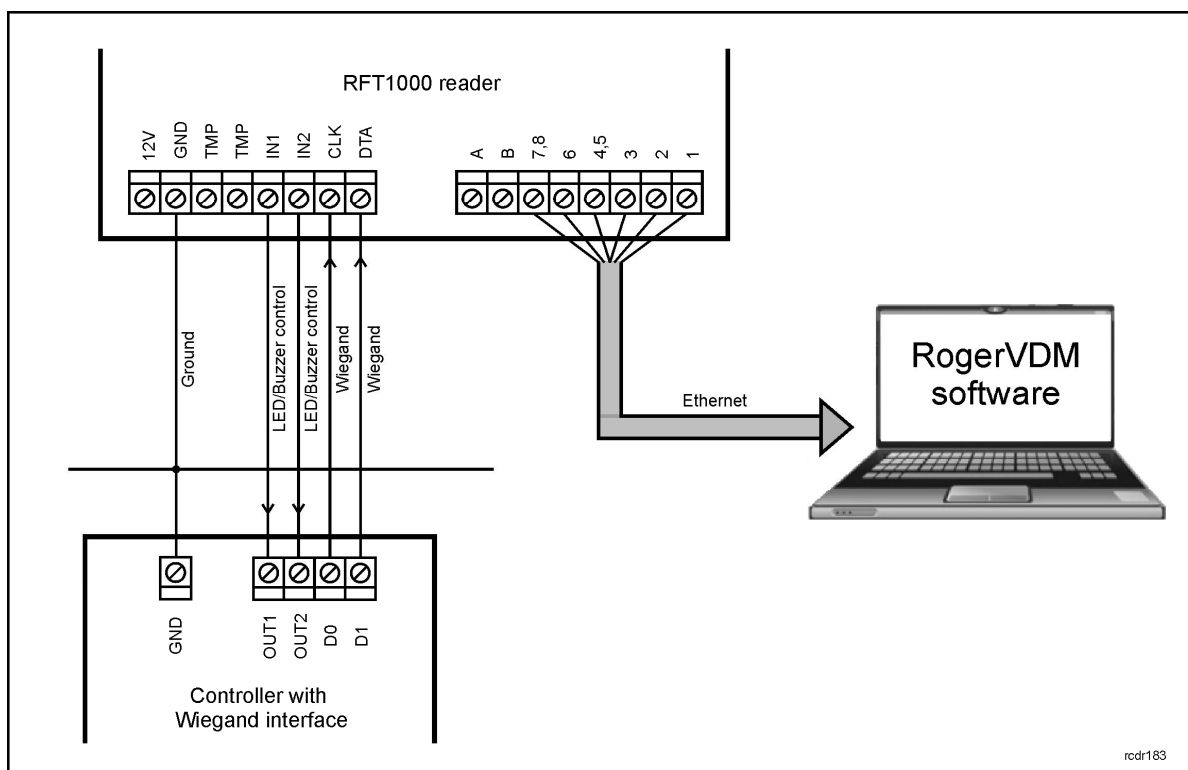 RFT1000 reader
12V
GND
TMP
TMP
IN1
IN2
CLK
DTA
A
B
7,8
6
4,5
3
2
1
Ground
LED/Buzzer control
LED/Buzzer control
Wiegand
Wiegand
Ethernet
RogerVDM
software
GND
OUT1
OUT2
D0
D1
Controller with
Wiegand interface
rcdr183